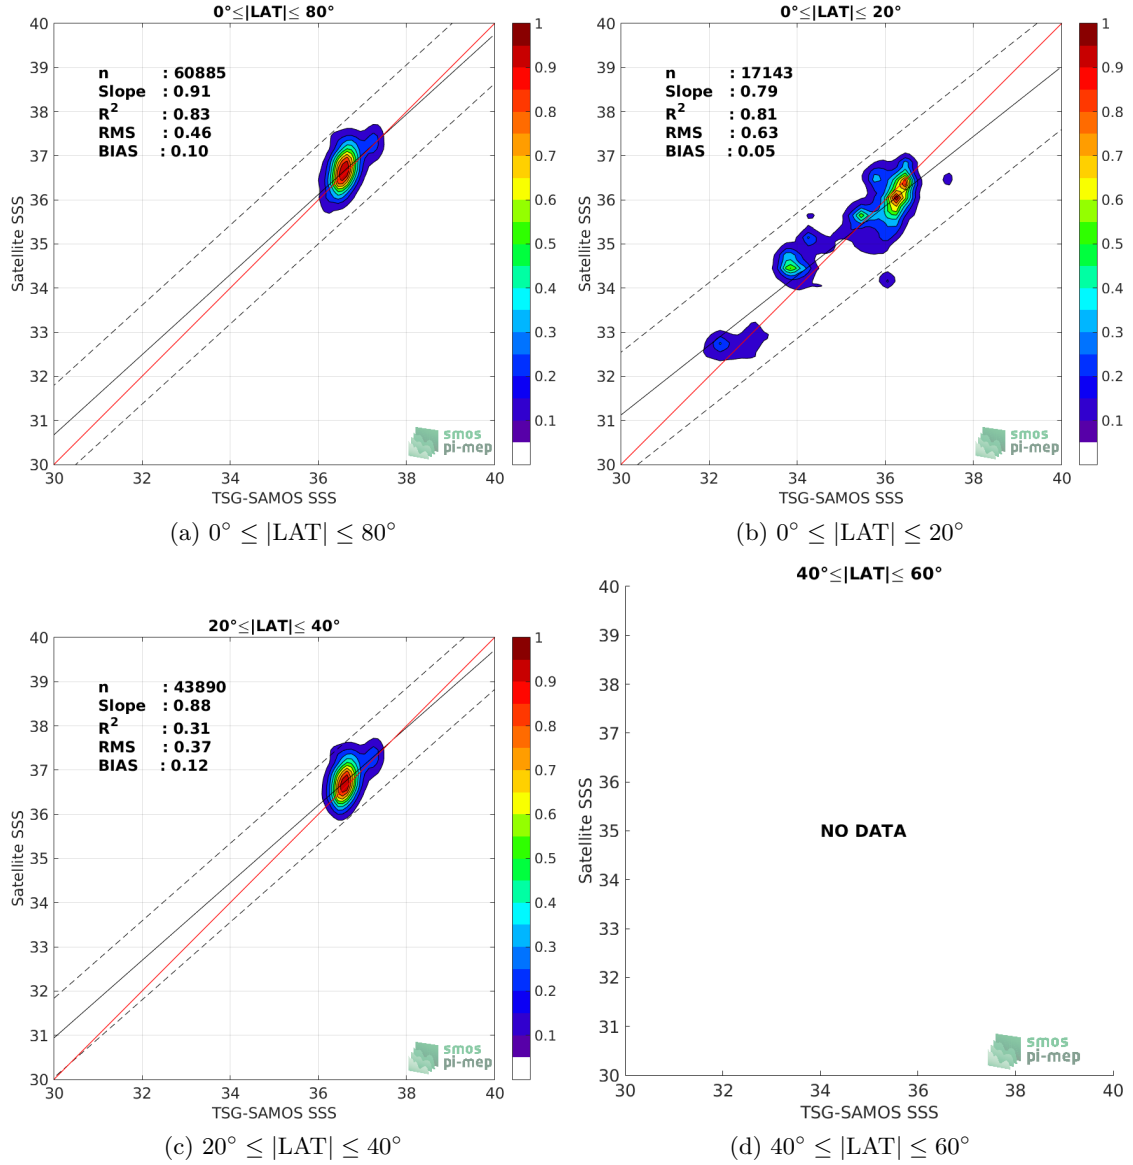 0°≤|LAT|≤ 80°
40
39
38
37
36
35
34
33
32
31
30
Satellite SSS
n : 60885
Slope : 0.91
R2 : 0.83
RMS : 0.46
BIAS : 0.10
smos
pi-mep
30 32 34 36 38 40
TSG-SAMOS SSS
1
0.9
0.8
0.7
0.6
0.5
0.4
0.3
0.2
0.1
(a) 0° ≤ |LAT| ≤ 80°
0°≤|LAT|≤ 20°
40
39
38
37
36
35
34
33
32
31
30
Satellite SSS
n : 17143
Slope : 0.79
R2 : 0.81
RMS : 0.63
BIAS : 0.05
smos
pi-mep
30 32 34 36 38 40
TSG-SAMOS SSS
1
0.9
0.8
0.7
0.6
0.5
0.4
0.3
0.2
0.1
(b) 0° ≤ |LAT| ≤ 20°
20°≤|LAT|≤ 40°
40
39
38
37
36
35
34
33
32
31
30
Satellite SSS
n : 43890
Slope : 0.88
R2 : 0.31
RMS : 0.37
BIAS : 0.12
smos
pi-mep
30 32 34 36 38 40
TSG-SAMOS SSS
1
0.9
0.8
0.7
0.6
0.5
0.4
0.3
0.2
0.1
(c) 20° ≤ |LAT| ≤ 40°
40°≤|LAT|≤ 60°
40
39
38
37
36
35
34
33
32
31
30
Satellite SSS
NO DATA
smos
pi-mep
30 32 34 36 38 40
TSG-SAMOS SSS
(d) 40° ≤ |LAT| ≤ 60°